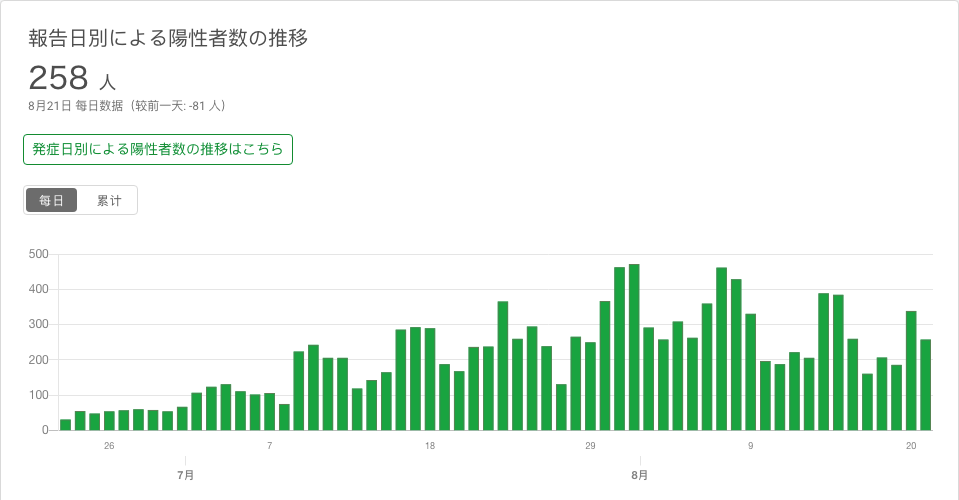 報告日別による陽性者数の推移
258 人
8月21日 每日数据（较前一天: -81 人）
発症日別による陽性者数の推移はこちら
每日 累计
500
400
300
200
100
0
26 7 18 29 9 20
7月 8月